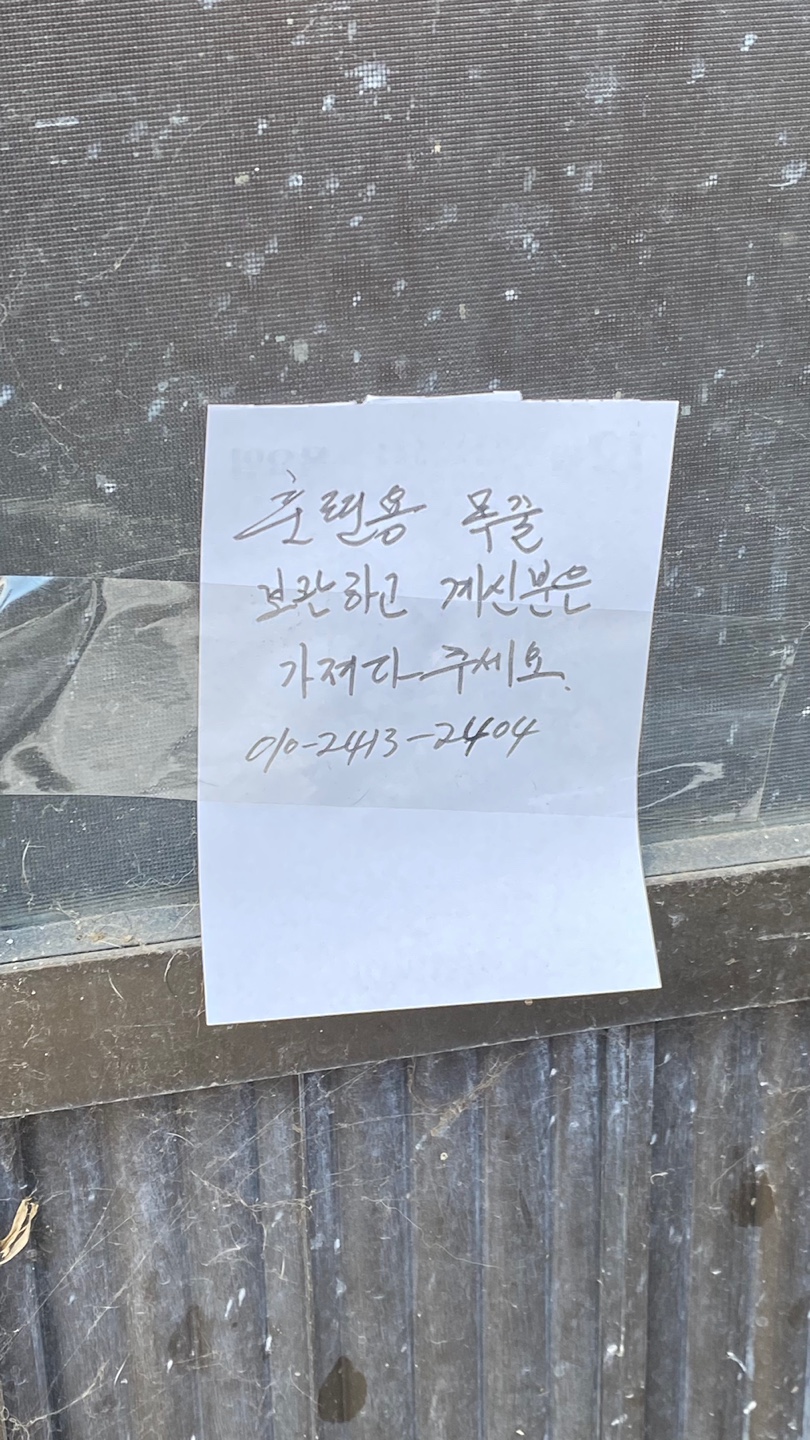 훈련용 목줄
보관하고 계신분은
가져다 주세요.
010-2413-2404